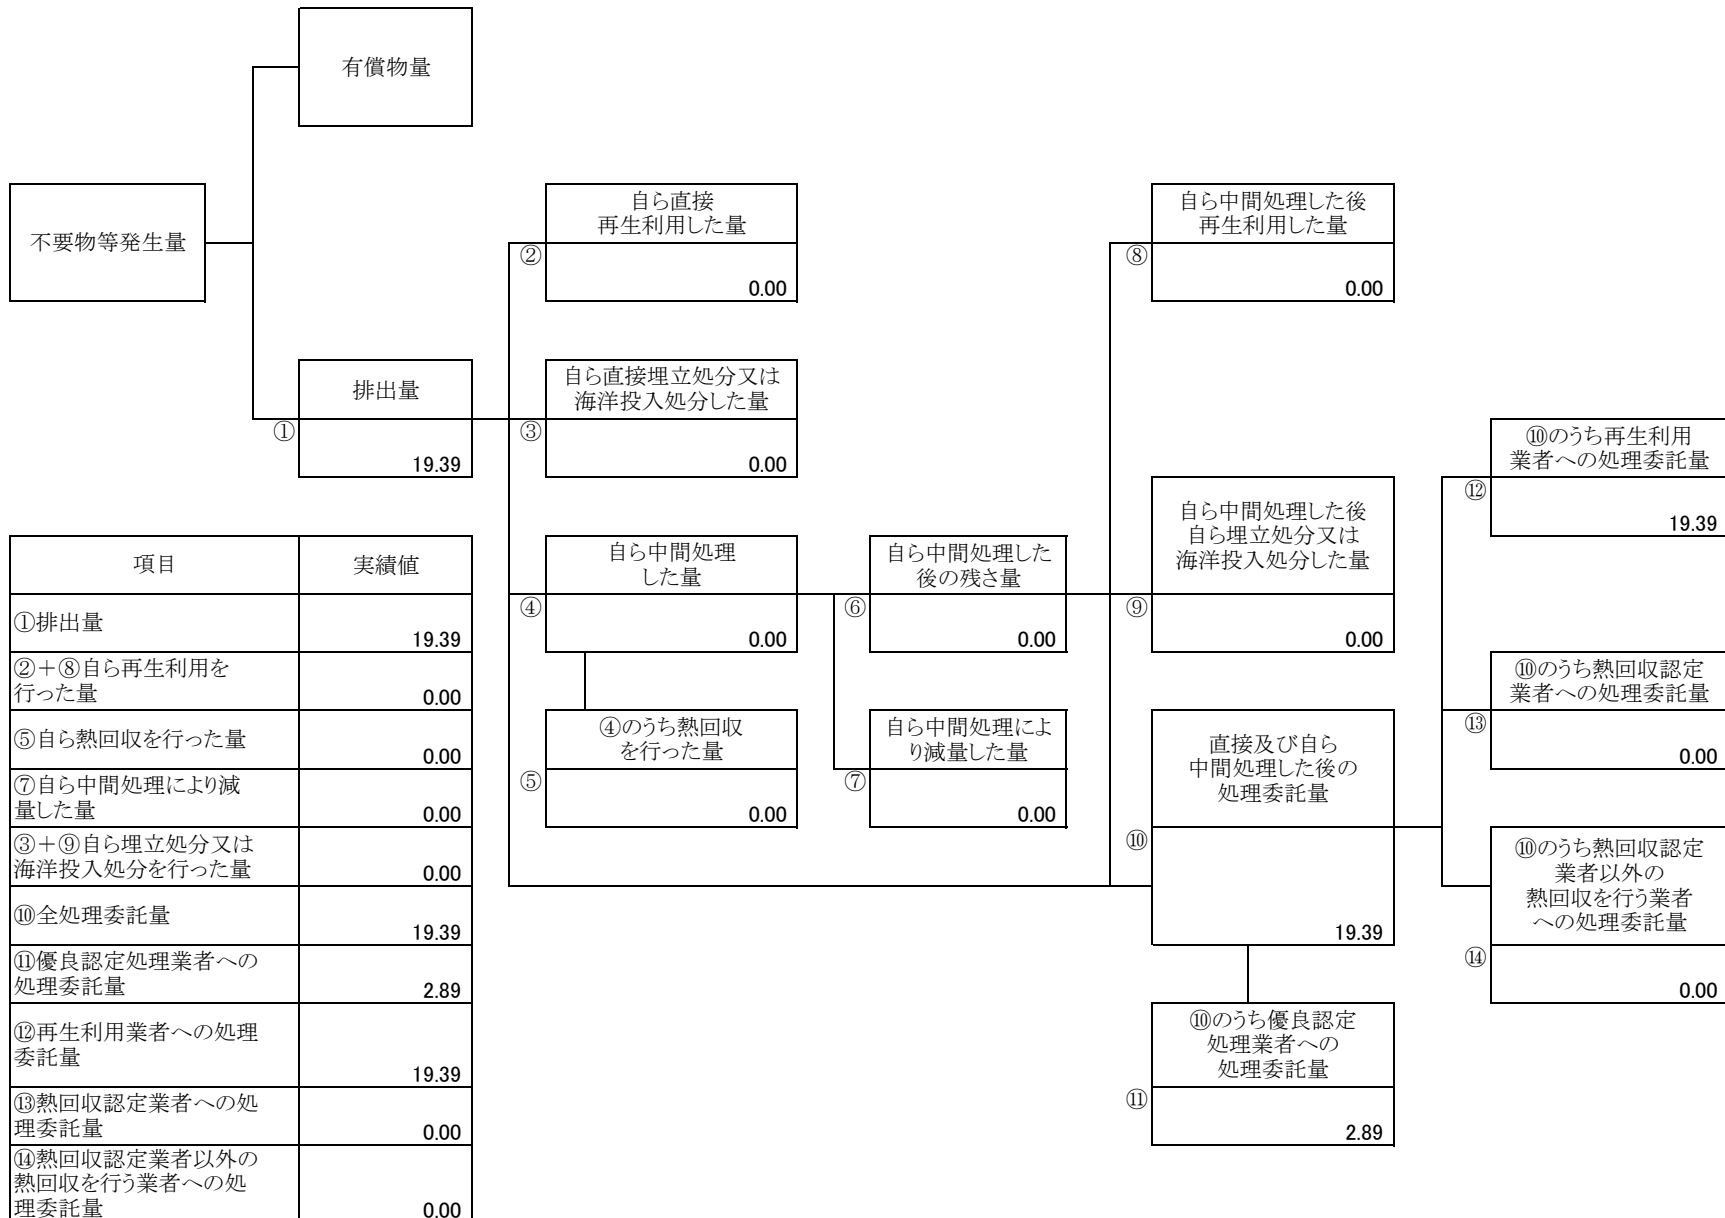 有償物量
不要物等発生量
自ら直接
再生利用した量
②
0.00
自ら中間処理した後
再生利用した量
⑧
0.00
排出量
①
19.39
自ら直接埋立処分又は
海洋投入処分した量
③
0.00
⑩のうち再生利用
業者への処理委託量
⑫
19.39
自ら中間処理
した量
④
0.00
自ら中間処理した
後の残さ量
⑥
0.00
自ら中間処理した後
自ら埋立処分又は
海洋投入処分した量
⑨
0.00
⑩のうち熱回収認定
業者への処理委託量
⑬
0.00
④のうち熱回収
を行った量
⑤
0.00
自ら中間処理によ
り減量した量
⑦
0.00
直接及び自ら
中間処理した後の
処理委託量
⑩
19.39
⑩のうち熱回収認定
業者以外の
熱回収を行う業者
への処理委託量
⑭
0.00
⑩のうち優良認定
処理業者への
処理委託量
⑪
2.89
項目 実績値
①排出量
19.39
②+⑧自ら再生利用を
行った量 0.00
⑤自ら熱回収を行った量
0.00
⑦自ら中間処理により減
量した量 0.00
③+⑨自ら埋立処分又は
海洋投入処分を行った量 0.00
⑩全処理委託量
19.39
⑪優良認定処理業者への
処理委託量 2.89
⑫再生利用業者への処理
委託量
19.39
⑬熱回収認定業者への処
理委託量 0.00
⑭熱回収認定業者以外の
熱回収を行う業者への処
理委託量 0.00